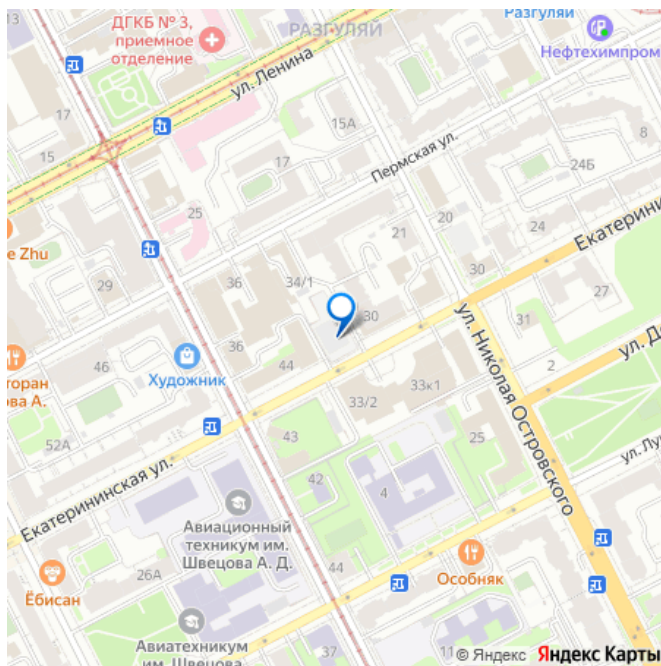 ДГКБ № 3,
приемное
отделение
РАЗГУЛЯЙ
Разгуляй
Нефтехимпром
17
ул. Ленина
15А
15
17
Пермская ул.
8
24Б
25
20
24
21
Екатеринин
e Zhu
34/1
36
30
29
27
30
31
ул. Д
36
46
44
Художник
33к1
2
торан
ова А.
33/2
ул. Николая Островского
52А
43
25
ул. Лу
Екатерининская ул.
42
4
Авиационный
техникум им.
Швецова А. Д.
44
Особняк
Ёбисан
26А
Авиатехникум
им. Швецова
37
11
© Яндекс Яндекс Карты